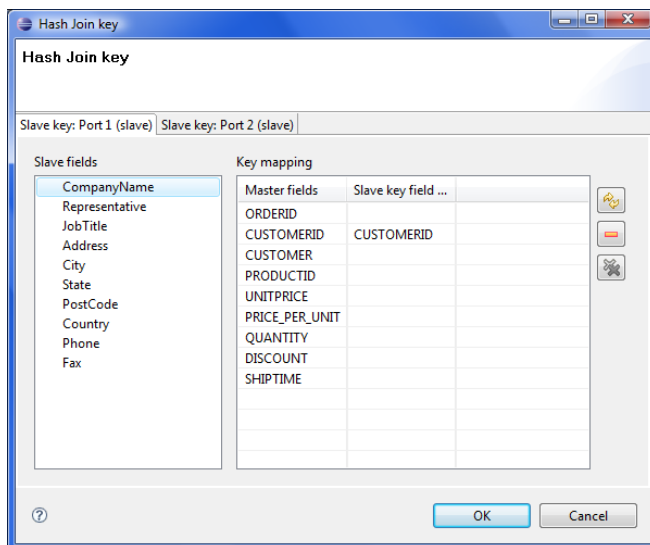 Hash Join key
Hash Join key
Slave key: Port 1 (slave) Slave key: Port 2 (slave)
Slave fields
CompanyName
Representative
JobTitle
Address
City
State
PostCode
Country
Phone
Fax
Key mapping
Master fields Slave key field ...
ORDERID
CUSTOMERID CUSTOMERID
CUSTOMER
PRODUCTID
UNITPRICE
PRICE_PER_UNIT
QUANTITY
DISCOUNT
SHIPTIME
OK Cancel